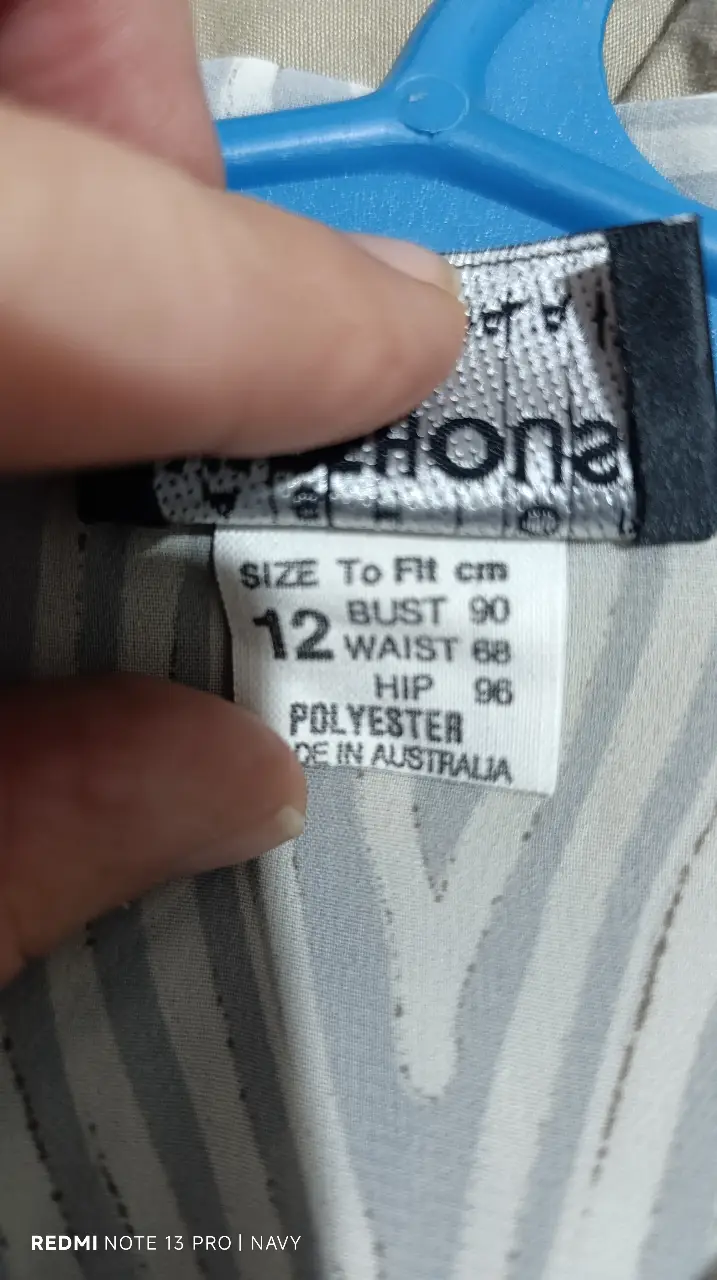 SIZE To Fit cm
12 BUST 90
WAIST 68
HIP 96
POLYESTER
DE IN AUSTRALIA
REDMI NOTE 13 PRO | NAVY